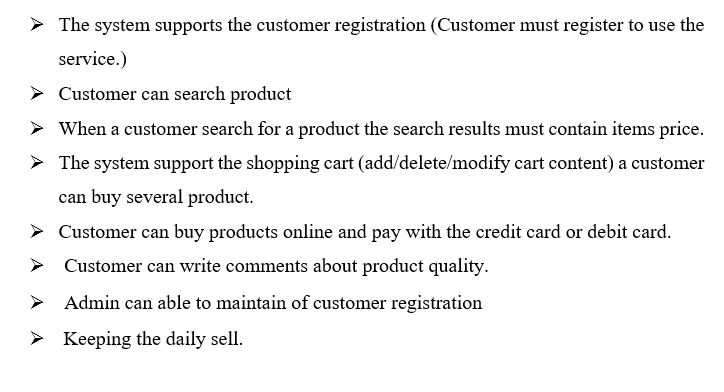 ➢ The system supports the customer registration (Customer must register to use the
service.)
➢ Customer can search product
➢ When a customer search for a product the search results must contain items price.
➢ The system support the shopping cart (add/delete/modify cart content) a customer
can buy several product.
➢ Customer can buy products online and pay with the credit card or debit card.
➢ Customer can write comments about product quality.
➢ Admin can able to maintain of customer registration
➢ Keeping the daily sell.